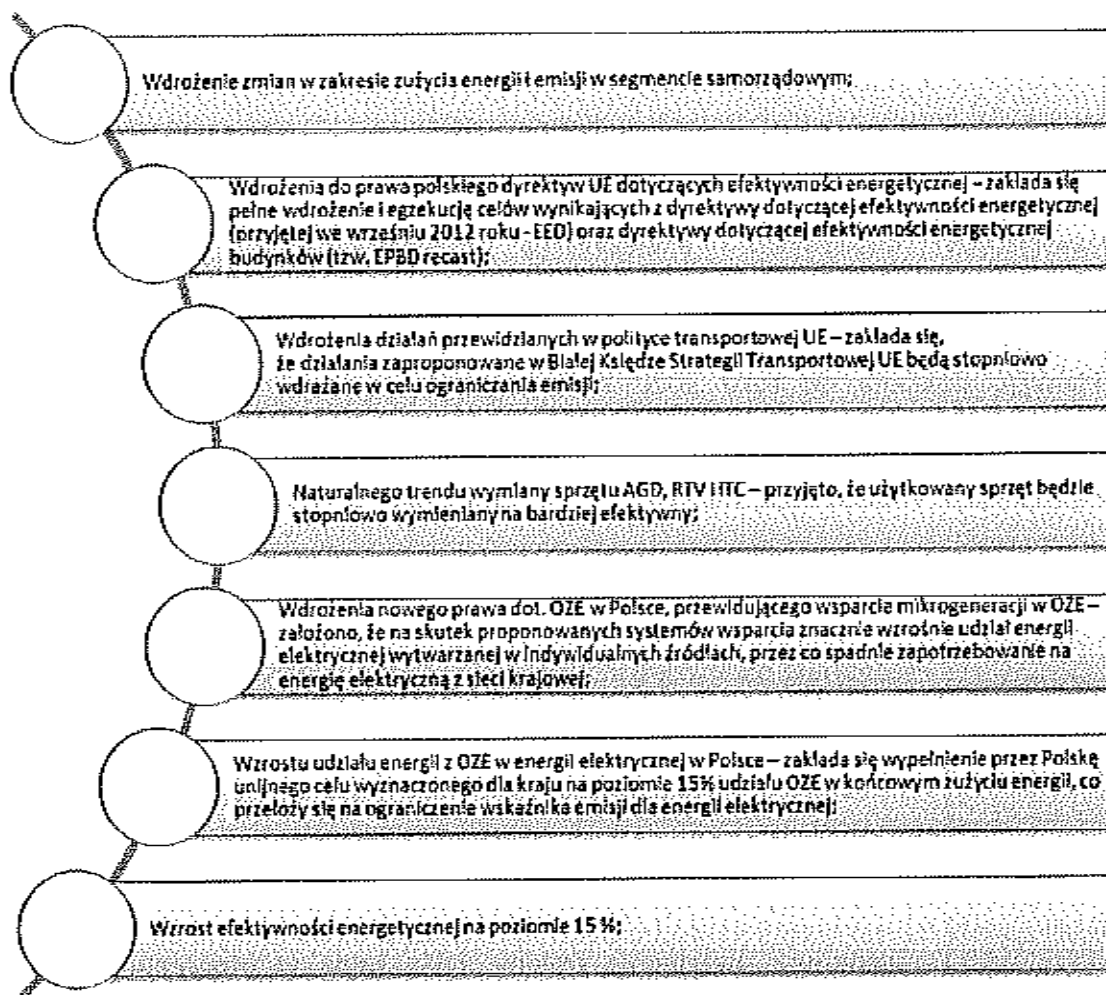 Wdrożenie zmian w zakresie zużycia energii i emisji w segmencie samorządowym;
Wdrożenia do prawa polskiego dyrektyw UE dotyczących efektywności energetycznej – zakłada się
pełne wdrożenie i egzekucję celów wynikających z dyrektywy dotyczącej efektywności energetycznej
(przyjętej we wrześniu 2012 roku - EED) oraz dyrektywy dotyczącej efektywności energetycznej
budynków (tzw. EPBD recast);
Wdrożenia działań przewidzianych w polityce transportowej UE – zakłada się,
że działania zaproponowane w Białej Księdze Strategii Transportowej UE będą stopniowo
wdrażane w celu ograniczania emisji;
Naturalnego trendu wymiany sprzętu AGD, RTV i ITC – przyjęto, że użytkowany sprzęt będzie
stopniowo wymieniany na bardziej efektywny;
Wdrożenia nowego prawa dot. OZE w Polsce, przewidującego wsparcie mikrogeneracji w OZE –
założono, że na skutek proponowanych systemów wsparcia znacznie wzrośnie udział energii
elektrycznej wytwarzanej w indywidualnych źródłach, przez co spadnie zapotrzebowanie na
energię elektryczną z sieci krajowej;
Wzrostu udziału energii z OZE w energii elektrycznej w Polsce – zakłada się wypełnienie przez Polskę
unijnego celu wyznaczonego dla kraju na poziomie 15% udziału OZE w końcowym zużyciu energii, co
przełoży się na ograniczenie wskaźnika emisji dla energii elektrycznej;
Wzrost efektywności energetycznej na poziomie 15 %;